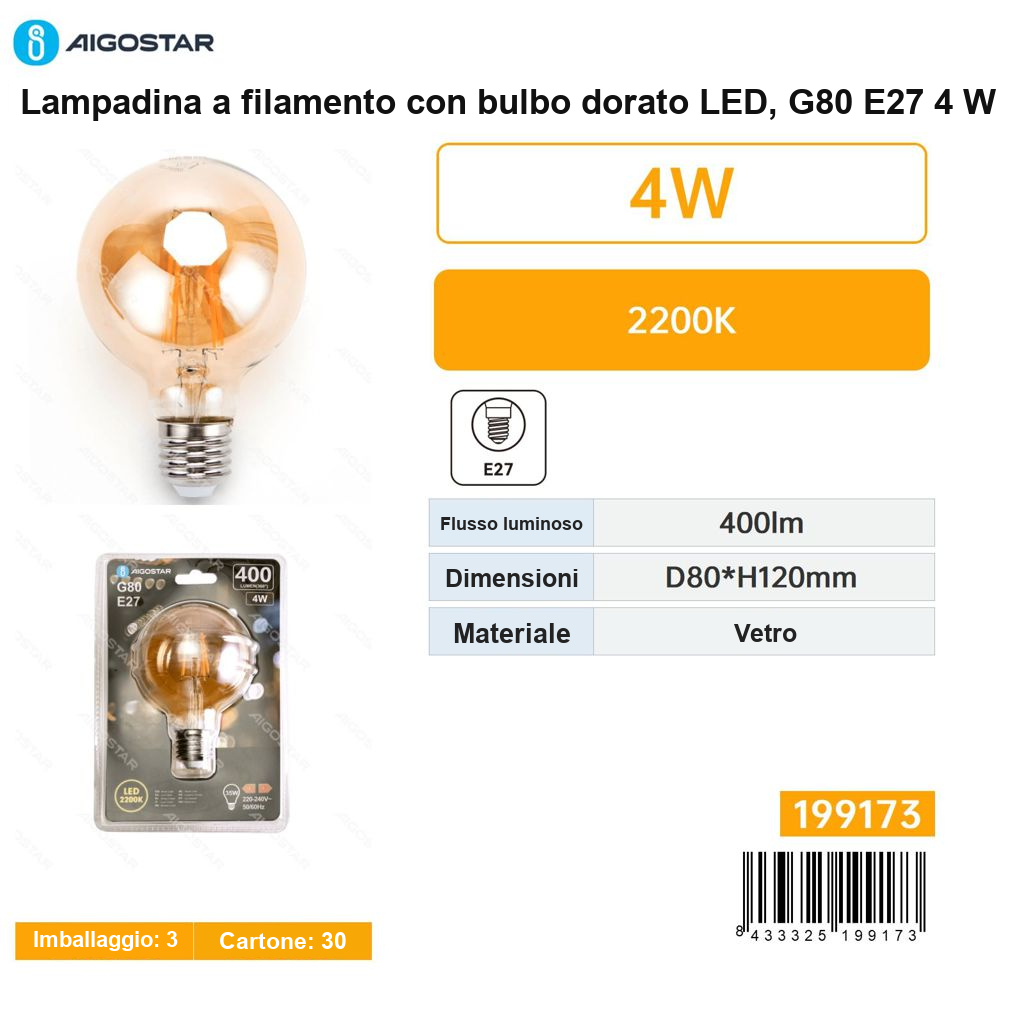 AIGOSTAR
Lampadina a filamento con bulbo dorato LED, G80 E27 4 W
4W
2200K
E27
Flusso luminoso 400lm
Dimensioni D80*H120mm
Materiale Vetro
AIGOSTAR
G80
E27
400
LUMEN(360°)
4W
LED
2200K
35W
220-240V~
50/60Hz
199173
8 433325 199173
Imballaggio: 3 Cartone: 30